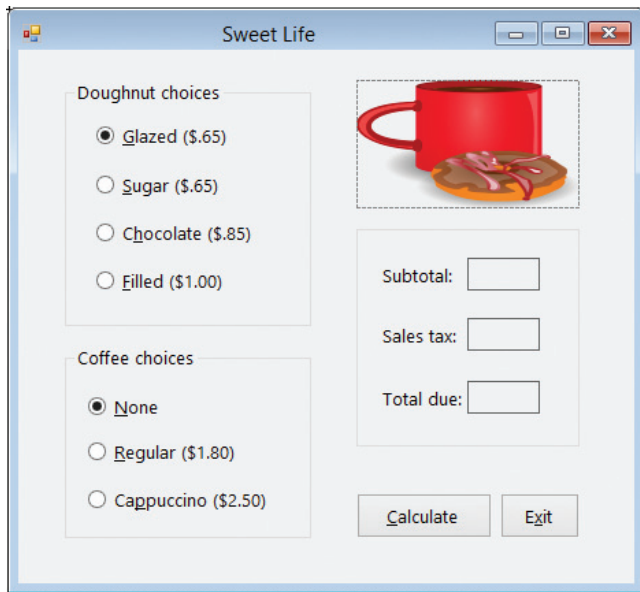 Sweet Life
Doughnut choices
Glazed ($.65)
Sugar ($.65)
Chocolate ($.85)
Filled ($1.00)
Coffee choices
None
Regular ($1.80)
Cappuccino ($2.50)
Subtotal:
Sales tax:
Total due:
Calculate
Exit